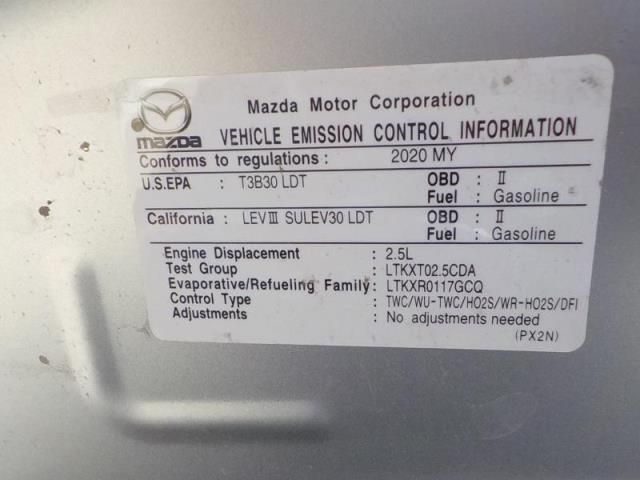 Mazda Motor Corporation
mazda VEHICLE EMISSION CONTROL INFORMATION
Conforms to regulations : 2020 MY
U.S.EPA : T3B30 LDT OBD : II
Fuel : Gasoline
California : LEVⅢ SULEV30 LDT OBD : II
Fuel : Gasoline
Engine Displacement : 2.5L
Test Group : LTKXT02.5CDA
Evaporative/Refueling Family: LTKXR0117GCQ
Control Type : TWC/WU-TWC/HO2S/WR-HO2S/DFI
Adjustments : No adjustments needed
(PX2N)